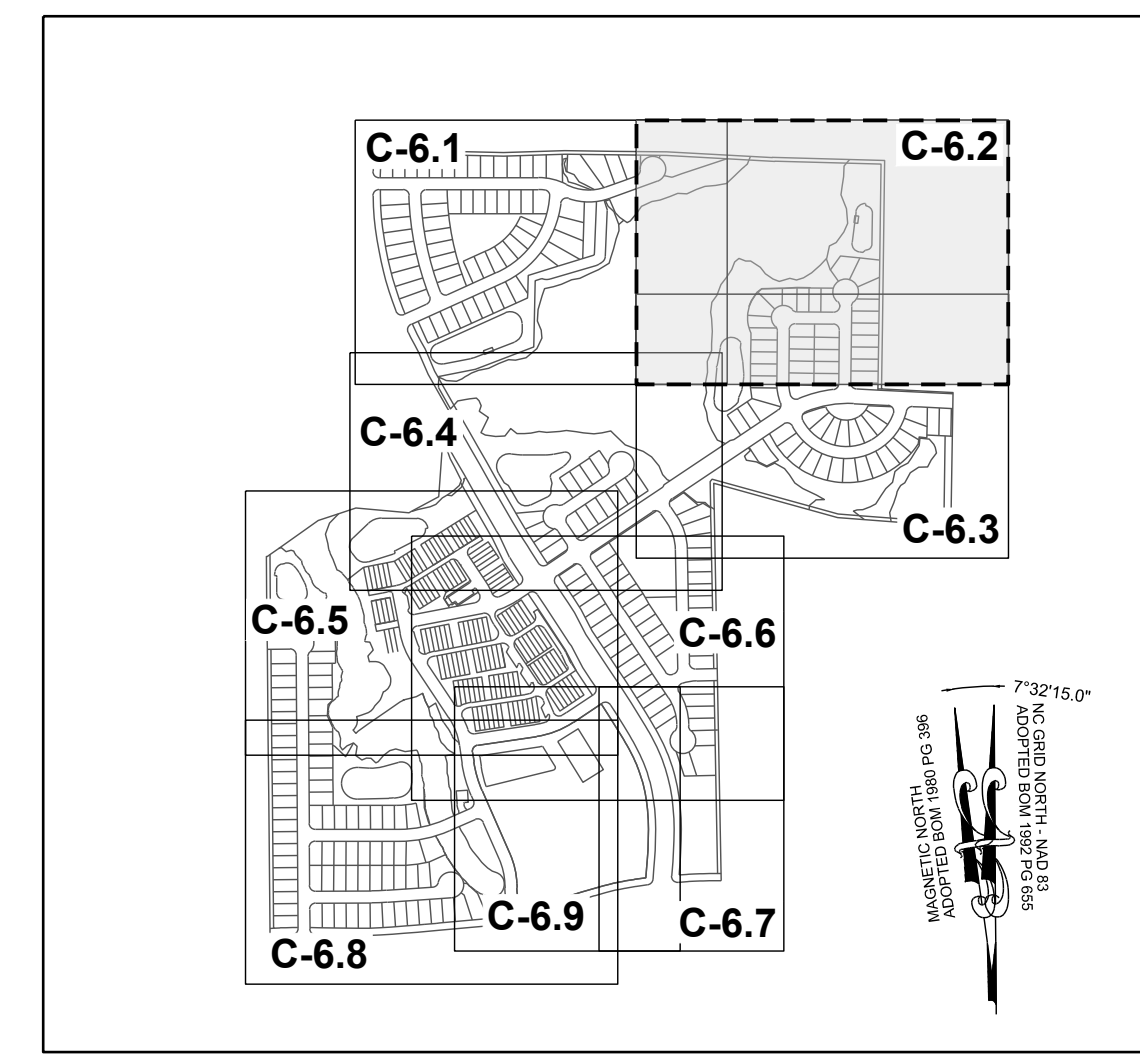 C-6.1
C-6.2
C-6.4
C-6.3
C-6.5
C-6.6
7°32'15.0"
MAGNETIC NORTH
ADOPTED BOM 1980 PG 396
NC GRID NORTH - NAD 83
ADOPTED BOM 1992 PG 655
C-6.9
C-6.7
C-6.8